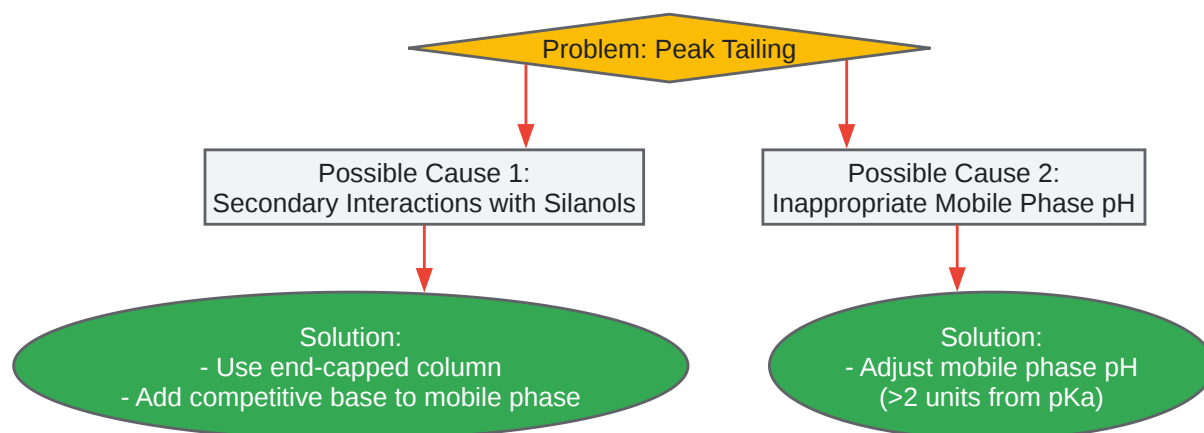 Problem: Peak Tailing
Possible Cause 1:
Secondary Interactions with Silanols
Possible Cause 2:
Inappropriate Mobile Phase pH
Solution:
- Use end-capped column
- Add competitive base to mobile phase
Solution:
- Adjust mobile phase pH
(>2 units from pKa)